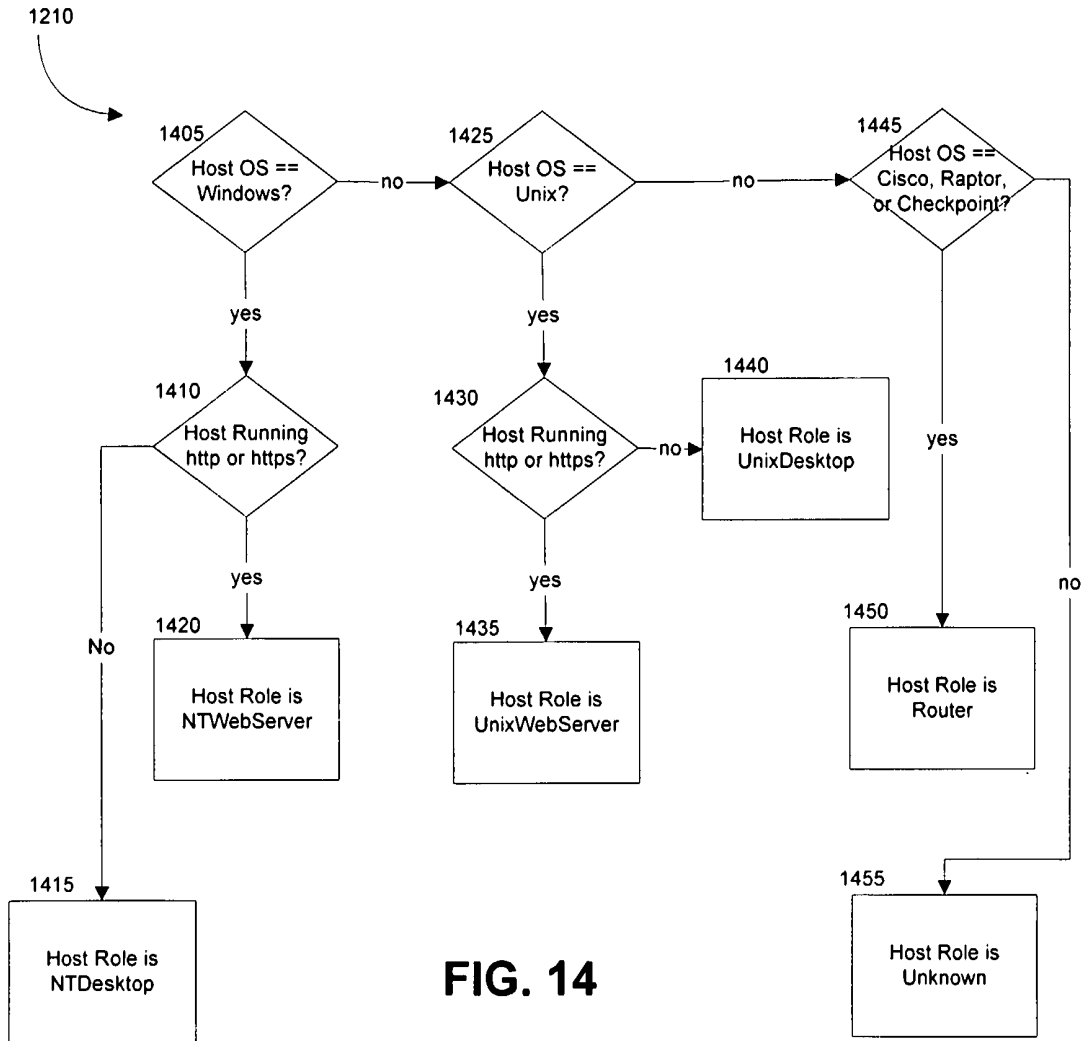 1210
1405
Host OS ==
Windows?
no
1425
Host OS ==
Unix?
no
1445
Host OS ==
Cisco, Raptor,
or Checkpoint?
yes
yes
1410
Host Running
http or https?
1430
Host Running
http or https?
no
1440
Host Role is
UnixDesktop
yes
no
yes
yes
No
1420
Host Role is
NTWebServer
1435
Host Role is
UnixWebServer
1450
Host Role is
Router
1415
Host Role is
NTDesktop
1455
Host Role is
Unknown
FIG. 14